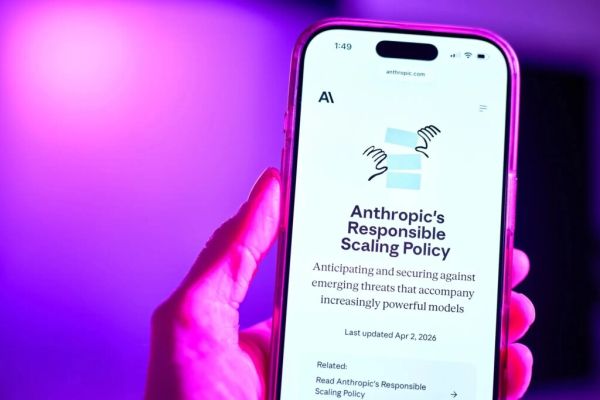 1:49
anthropic.com
A\
Anthropic's
Responsible
Scaling Policy
Anticipating and securing against
emerging threats that accompany
increasingly powerful models
Last updated Apr 2, 2026
Related:
Read Anthropic's Responsible
Scaling Policy